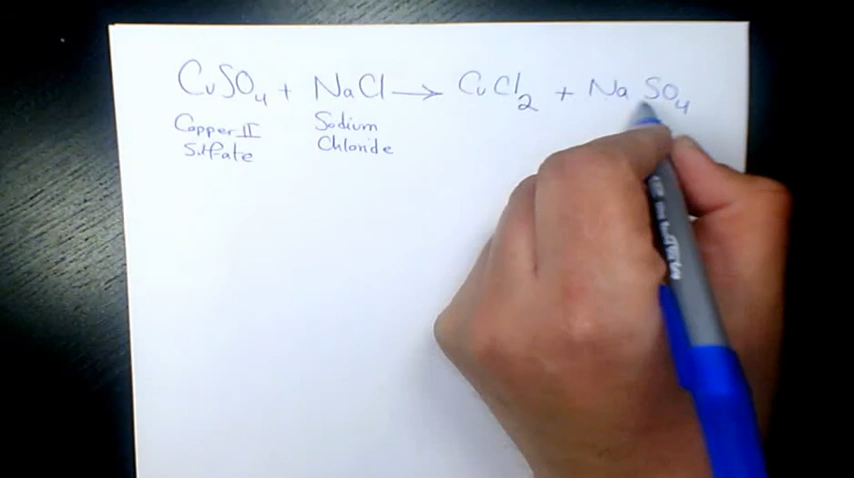 CuSO₄ + NaCl → CuCl₂ + Na SO₄
Copper II Sodium
Sulfate Chloride